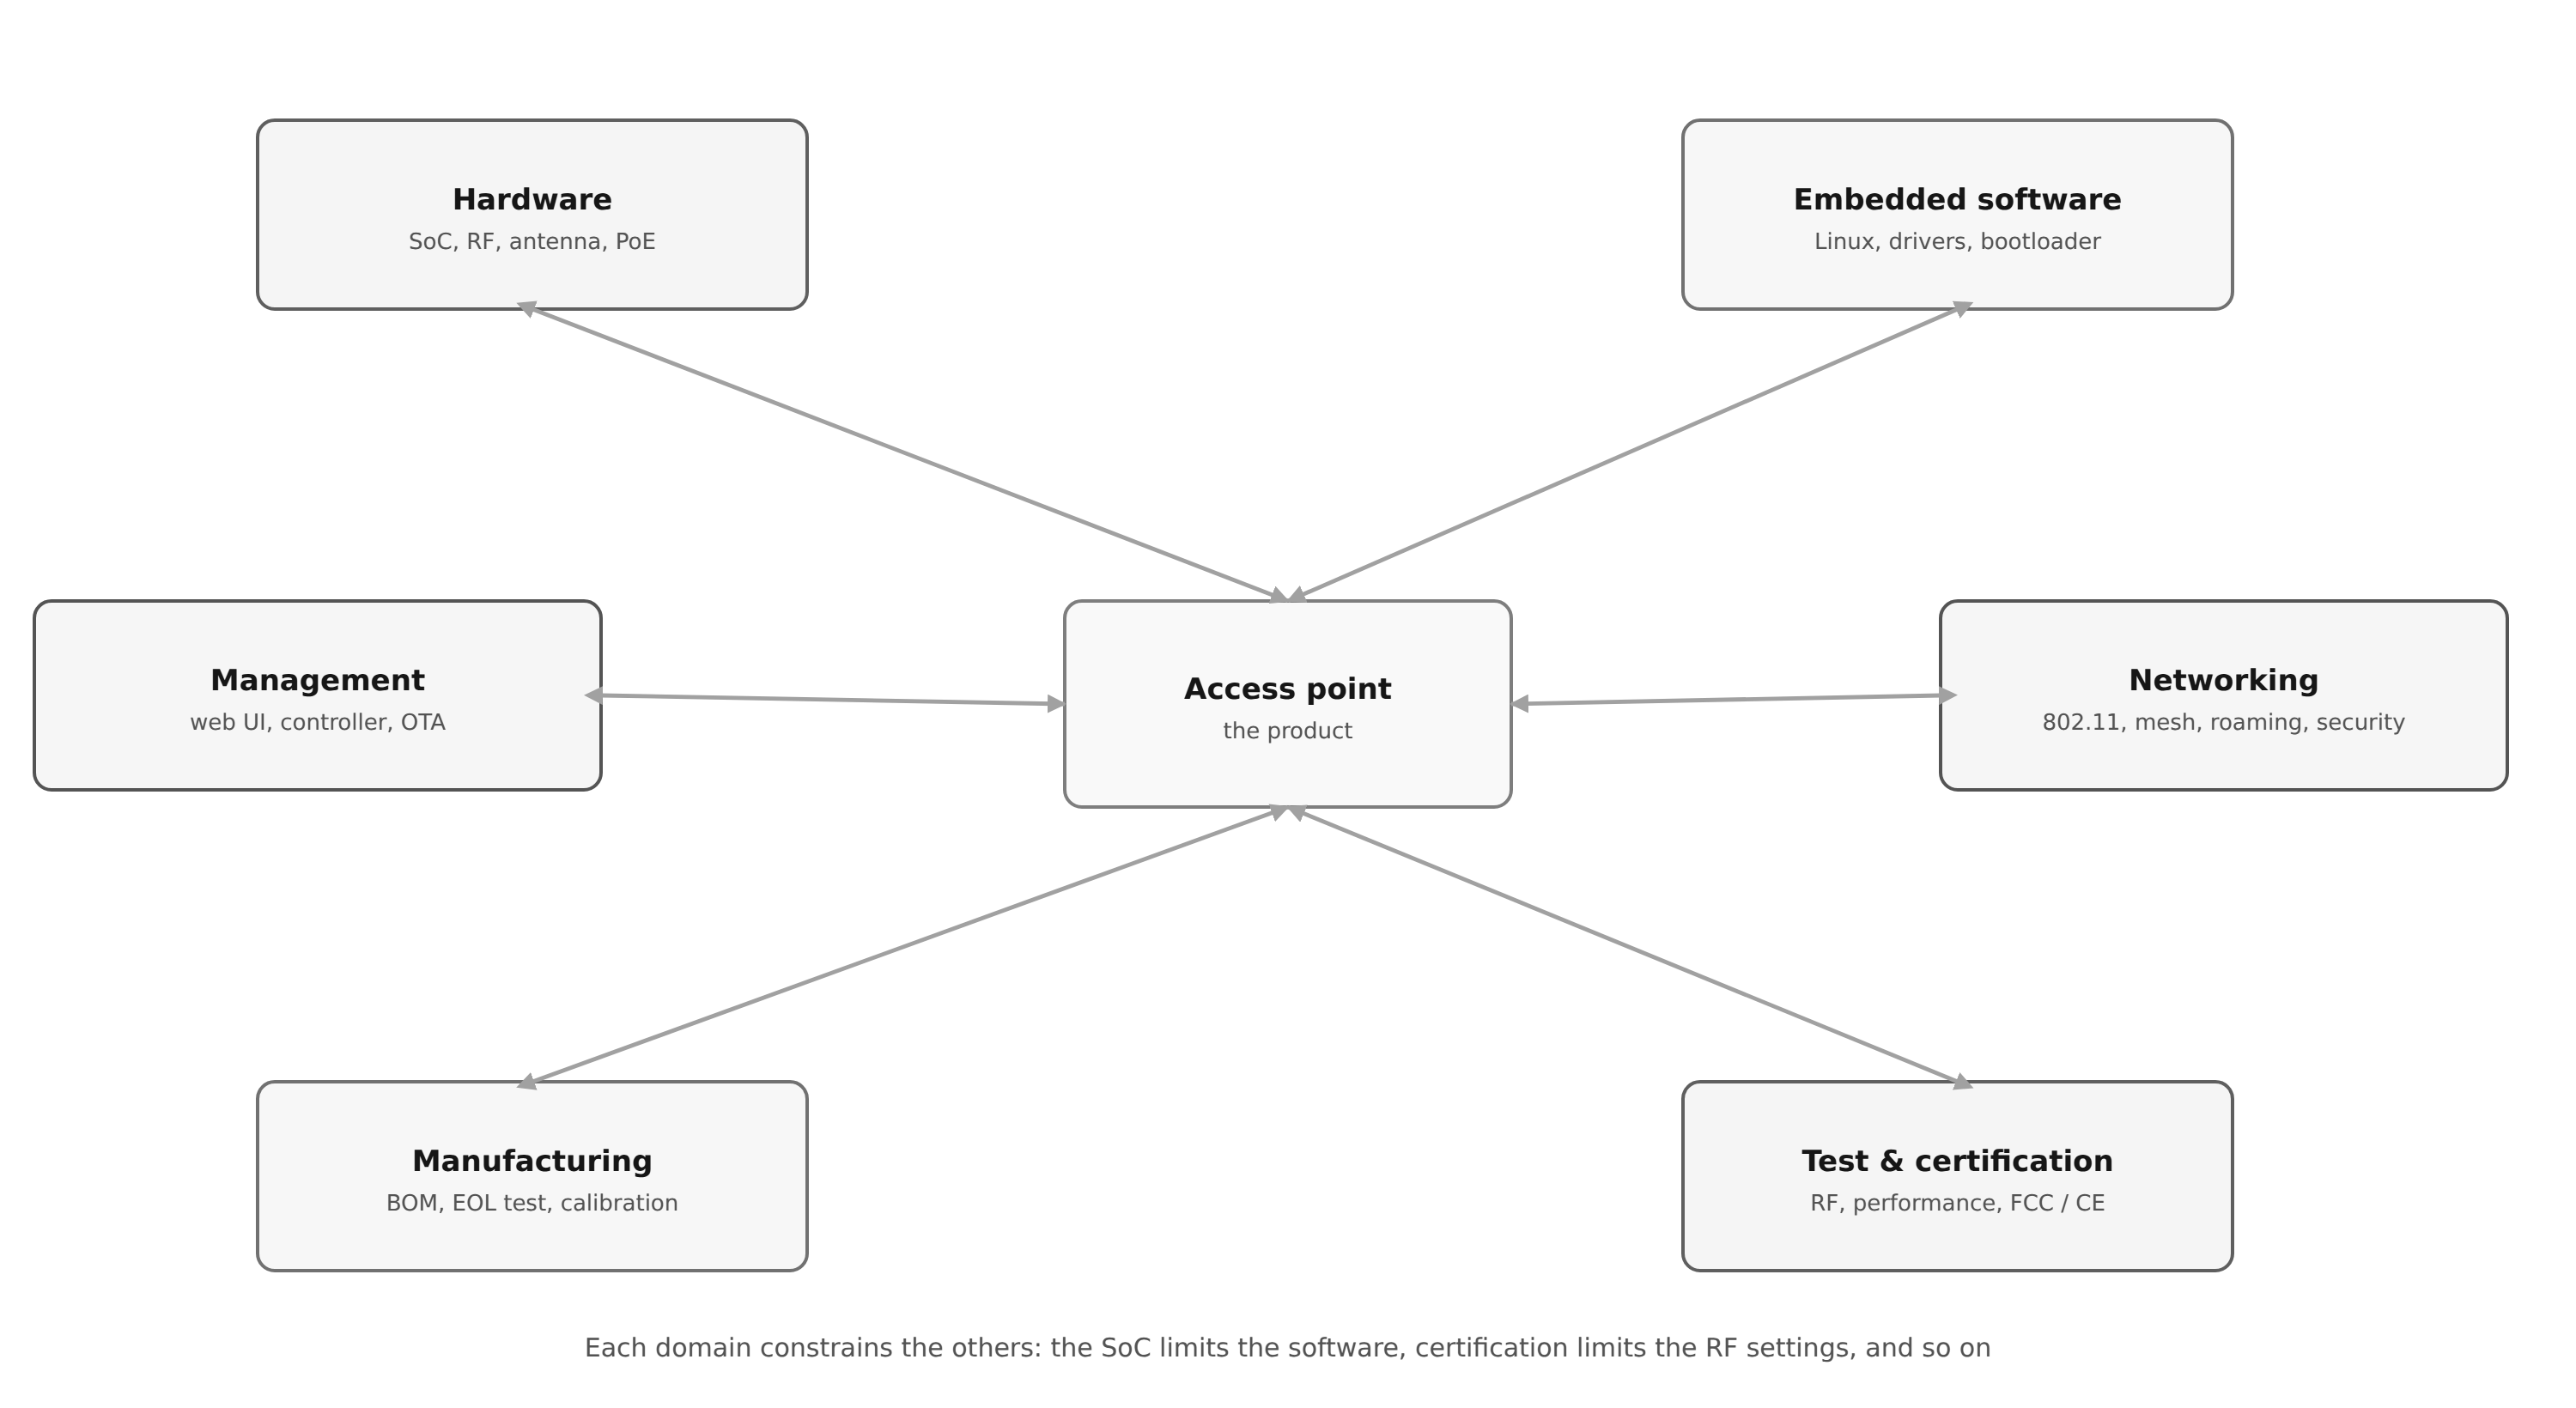 Hardware
SoC, RF, antenna, PoE
Embedded software
Linux, drivers, bootloader
Management
web UI, controller, OTA
Access point
the product
Networking
802.11, mesh, roaming, security
Manufacturing
BOM, EOL test, calibration
Test & certification
RF, performance, FCC / CE
Each domain constrains the others: the SoC limits the software, certification limits the RF settings, and so on